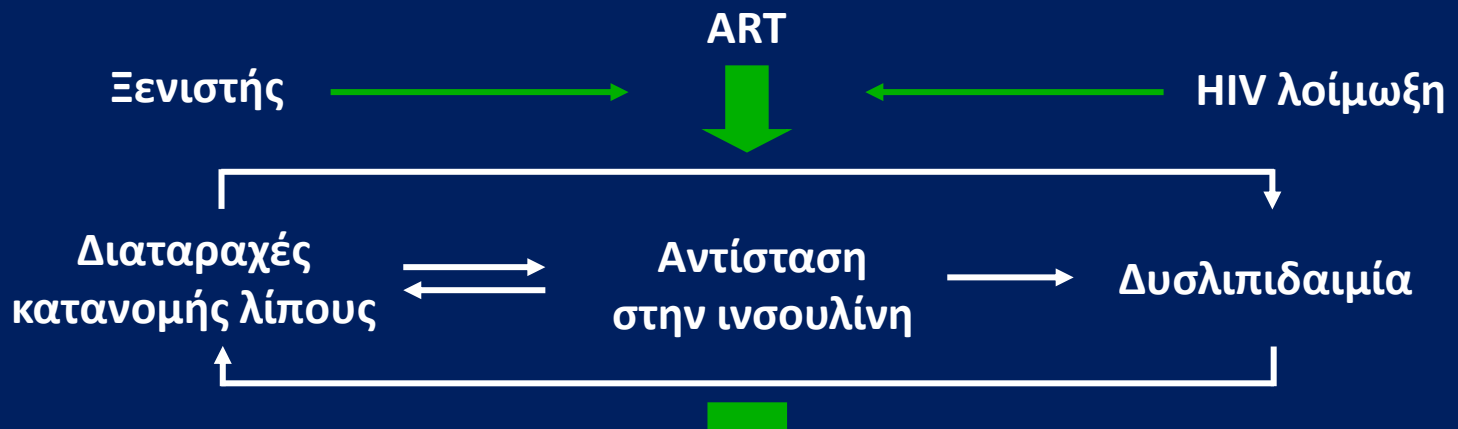 ART
Ξενιστής
HIV λοίμωξη
Διαταραχές
κατανομής λίπους
Αντίσταση
στην ινσουλίνη
Δυσλιπιδαιμία